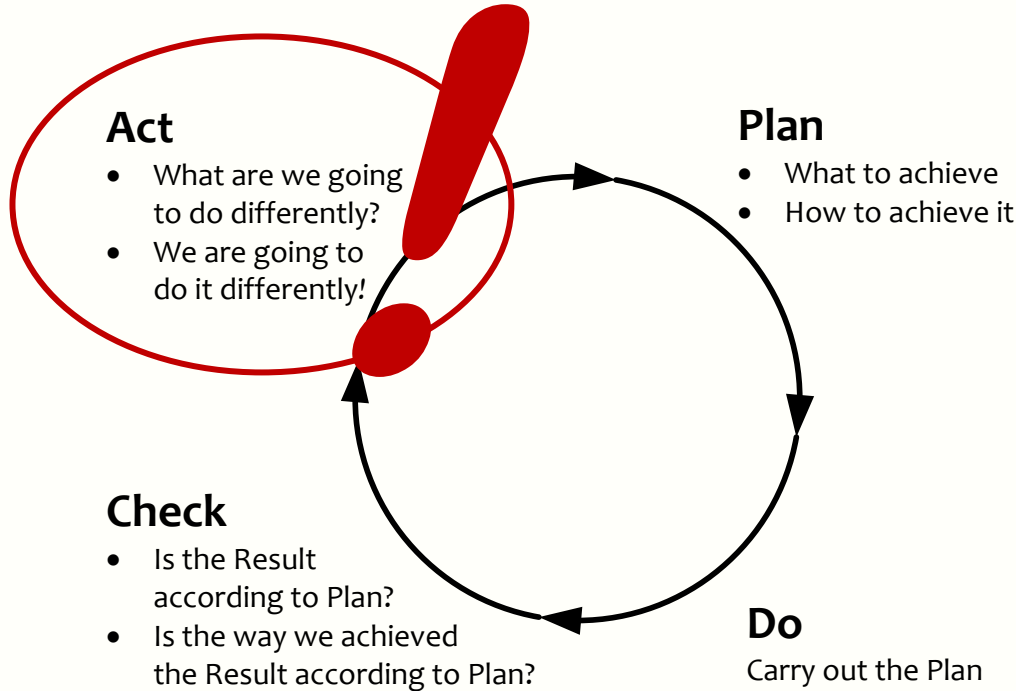 Act
• What are we going
to do differently?
• We are going to
do it differently!
Plan
• What to achieve
• How to achieve it
Check
• Is the Result
according to Plan?
• Is the way we achieved
the Result according to Plan?
Do
Carry out the Plan